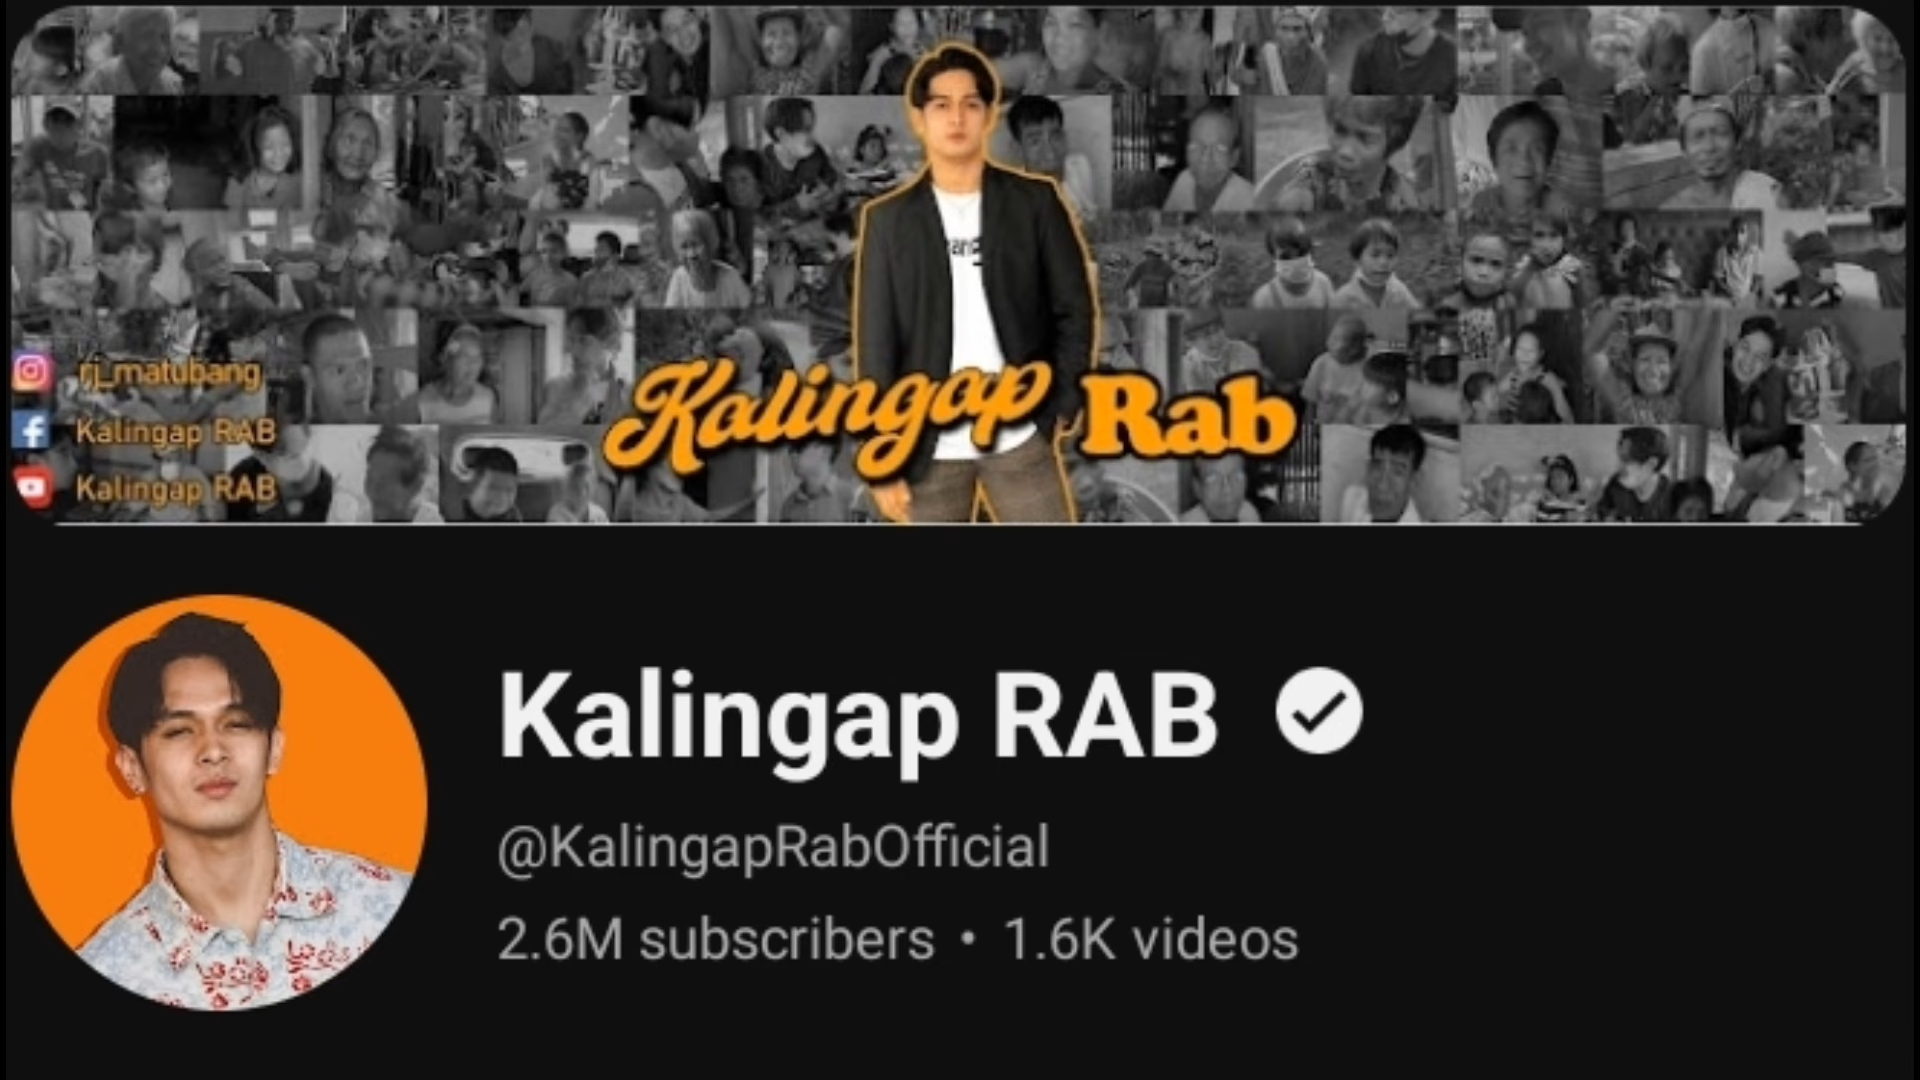 rj_matubang
Kalingap RAB
Kalingap RAB
Kalingap Rab
Kalingap RAB
@KalingapRabOfficial
2.6M subscribers • 1.6K videos